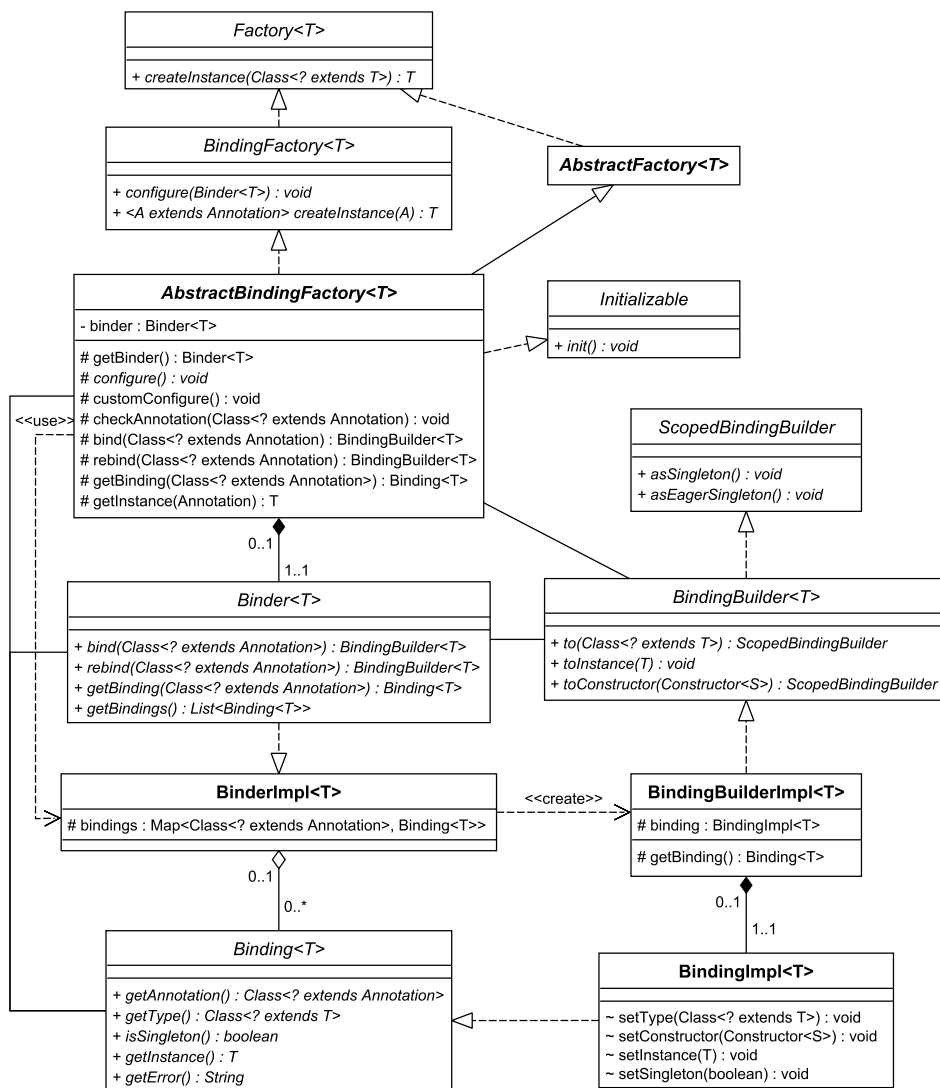 Factory<T>
+ createInstance(Class<? extends T>) : T
BindingFactory<T>
+ configure(Binder<T>) : void
+ <A extends Annotation> createInstance(A) : T
AbstractFactory<T>
AbstractBindingFactory<T>
- binder : Binder<T>
# getBinder() : Binder<T>
# configure() : void
# customConfigure() : void
# checkAnnotation(Class<? extends Annotation) : void
# bind(Class<? extends Annotation) : BindingBuilder<T>
# rebind(Class<? extends Annotation) : BindingBuilder<T>
# getBinding(Class<? extends Annotation>) : Binding<T>
# getInstance(Annotation) : T
Initializable
+ init() : void
<<use>>
ScopedBindingBuilder
+ asSingleton() : void
+ asEagerSingleton() : void
0..1
1..1
Binder<T>
+ bind(Class<? extends Annotation>) : BindingBuilder<T>
+ rebind(Class<? extends Annotation>) : BindingBuilder<T>
+ getBinding(Class<? extends Annotation>) : Binding<T>
+ getBindings() : List<Binding<T>>
BindingBuilder<T>
+ to(Class<? extends T>) : ScopedBindingBuilder
+ toInstance(T) : void
+ toConstructor(Constructor<S>) : ScopedBindingBuilder
BinderImpl<T>
# bindings : Map<Class<? extends Annotation>, Binding<T>>
<<create>>
BindingBuilderImpl<T>
# binding : BindingImpl<T>
# getBinding() : Binding<T>
0..1
0..*
0..1
1..1
Binding<T>
+ getAnnotation() : Class<? extends Annotation>
+ getType() : Class<? extends T>
+ isSingleton() : boolean
+ getInstance() : T
+ getError() : String
BindingImpl<T>
~ setType(Class<? extends T>) : void
~ setConstructor(Constructor<S>) : void
~ setInstance(T) : void
~ setSingleton(boolean) : void